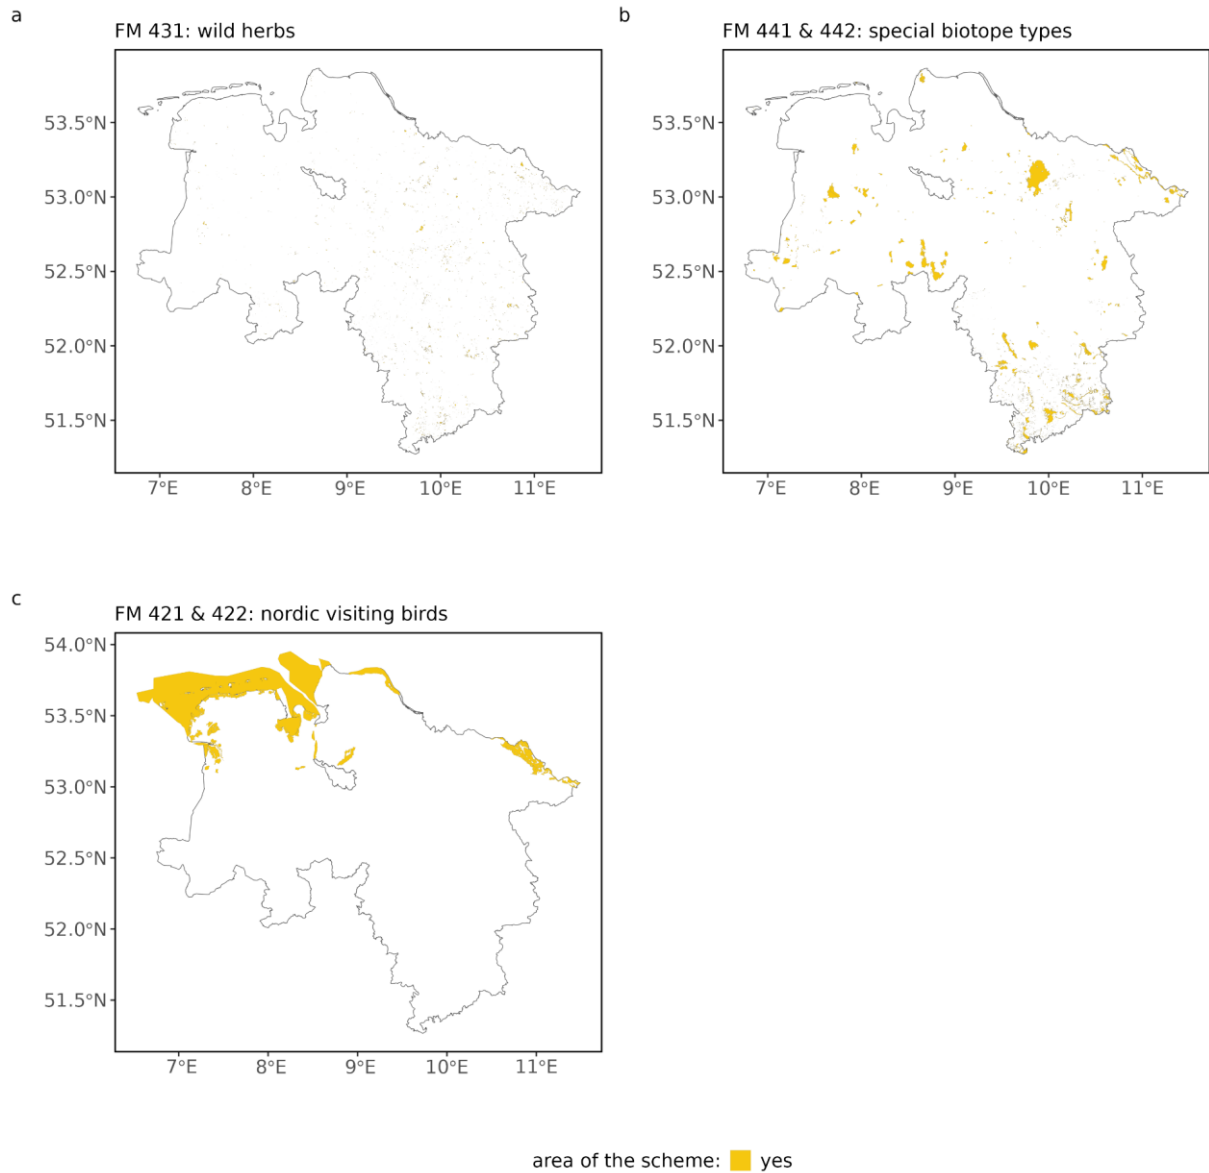 a
FM 431: wild herbs
53.5°N
53.0°N
52.5°N
52.0°N
51.5°N
7°E 8°E 9°E 10°E 11°E
b
FM 441 & 442: special biotope types
53.5°N
53.0°N
52.5°N
52.0°N
51.5°N
7°E 8°E 9°E 10°E 11°E
c
FM 421 & 422: nordic visiting birds
54.0°N
53.5°N
53.0°N
52.5°N
52.0°N
51.5°N
7°E 8°E 9°E 10°E 11°E
area of the scheme: yes